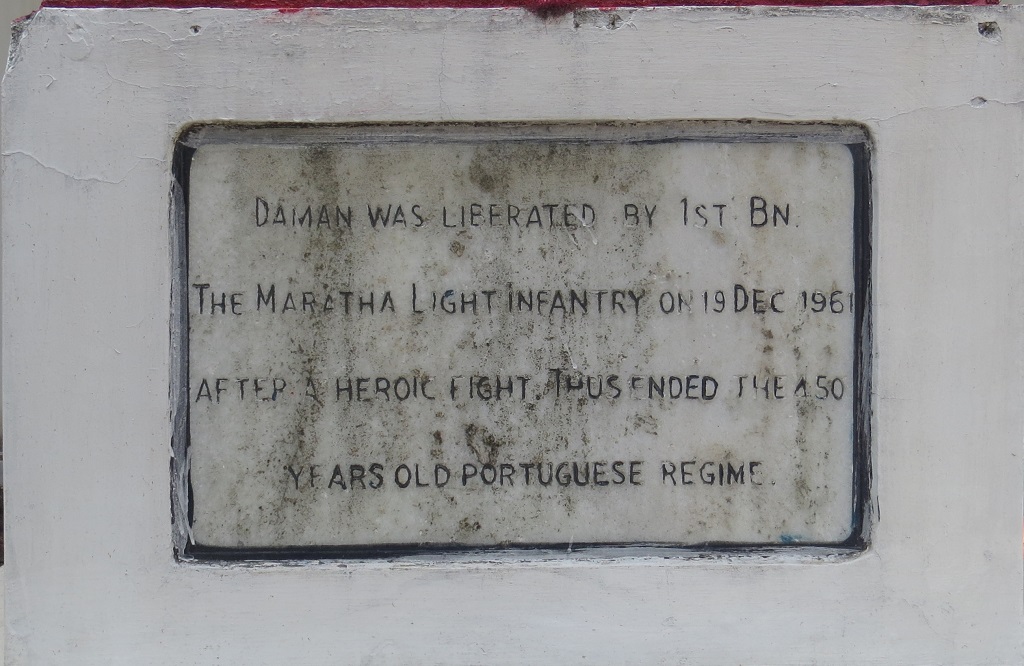 DAMAN WAS LIBERATED BY 1ST BN.
THE MARATHA LIGHT INFANTRY ON 19 DEC 1961
AFTER A HEROIC FIGHT. THUS ENDED THE 450
YEARS OLD PORTUGUESE REGIME.